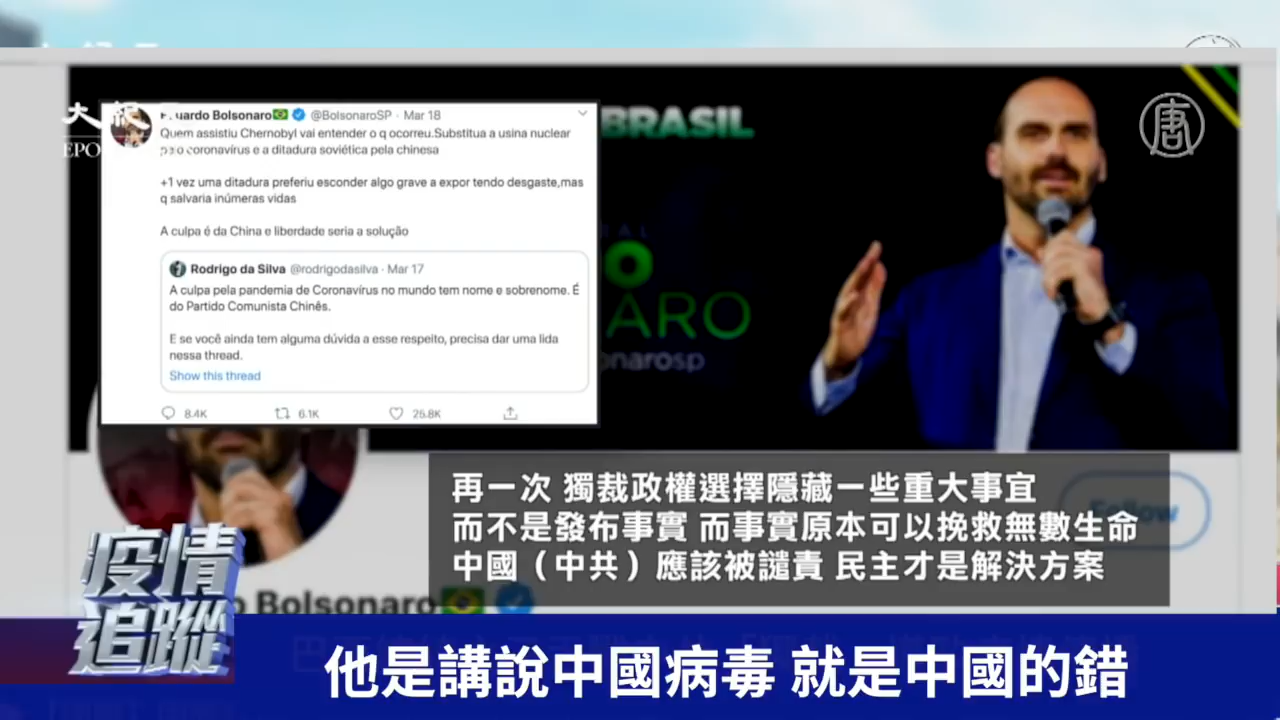 大紀
EPO
唐
BRASIL
Eduardo Bolsonaro @BolsonaroSP · Mar 18
Quem assistiu Chernobyl vai entender o q ocorreu.Substitua a usina nuclear
pelo coronavírus e a ditadura soviética pela chinesa
+1 vez uma ditadura preferiu esconder algo grave a expor tendo desgaste,mas
q salvaria inúmeras vidas
A culpa é da China e liberdade seria a solução
Rodrigo da Silva @rodrigodasilva · Mar 17
A culpa pela pandemia de Coronavírus no mundo tem nome e sobrenome. É
do Partido Comunista Chinês.
E se você ainda tem alguma dúvida a esse respeito, precisa dar uma lida
nessa thread.
Show this thread
8.4K 6.1K 25.8K
ARO
onarosp
再一次 獨裁政權選擇隱藏一些重大事宜
而不是發布事實 而事實原本可以挽救無數生命
中國（中共）應該被譴責 民主才是解決方案
Follow
Bolsonaro
疫情
追蹤
他是講說中國病毒 就是中國的錯